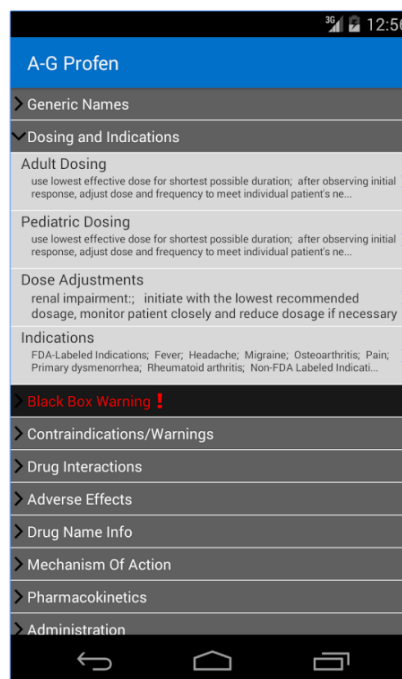 3G 12:56
A-G Profen
Generic Names
Dosing and Indications
Adult Dosing
use lowest effective dose for shortest possible duration; after observing initial
response, adjust dose and frequency to meet individual patient's ne...
Pediatric Dosing
use lowest effective dose for shortest possible duration; after observing initial
response, adjust dose and frequency to meet individual patient's ne...
Dose Adjustments
renal impairment:; initiate with the lowest recommended
dosage, monitor patient closely and reduce dosage if necessary
Indications
FDA-Labeled Indications; Fever; Headache; Migraine; Osteoarthritis; Pain;
Primary dysmenorrhea; Rheumatoid arthritis; Non-FDA Labeled Indicati...
Black Box Warning !
Contraindications/Warnings
Drug Interactions
Adverse Effects
Drug Name Info
Mechanism Of Action
Pharmacokinetics
Administration